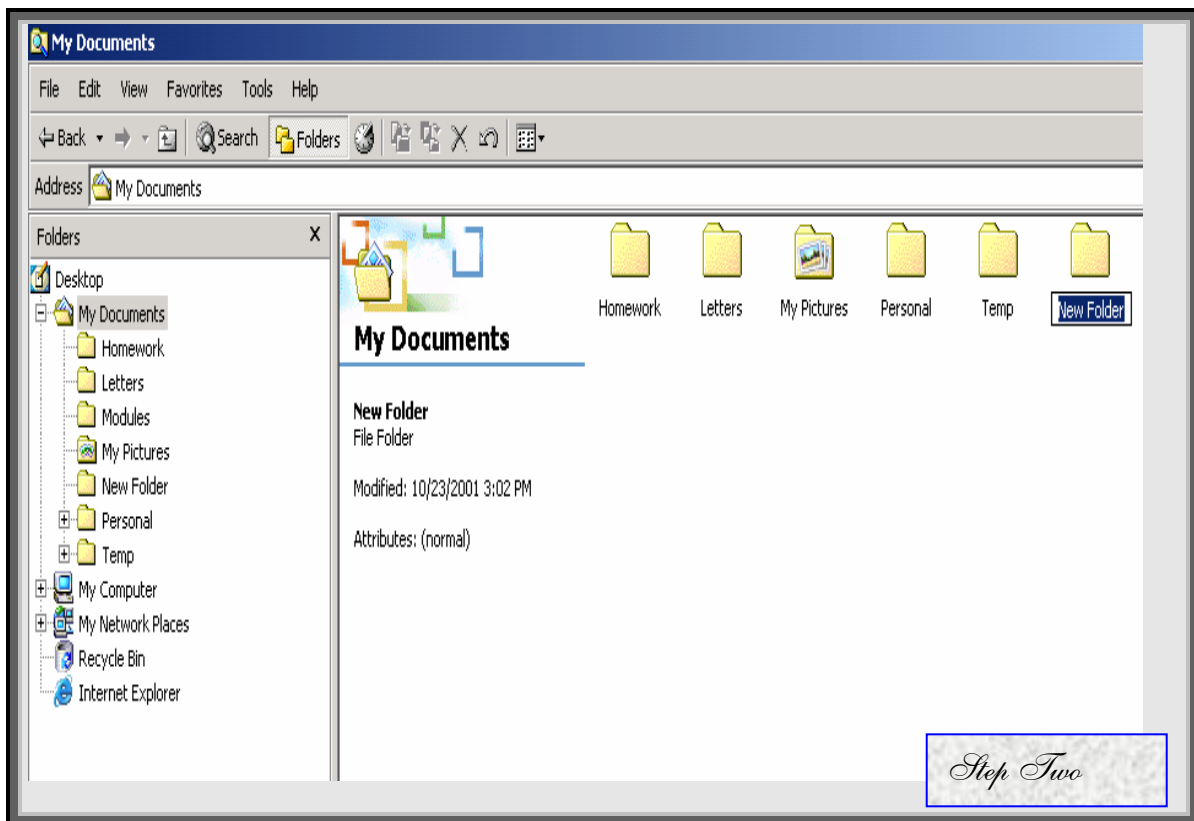 My Documents
File Edit View Favorites Tools Help
Back Search Folders
Address My Documents
Folders X
Desktop
My Documents
Homework
Letters
Modules
My Pictures
New Folder
Personal
Temp
My Computer
My Network Places
Recycle Bin
Internet Explorer
Homework Letters My Pictures Personal Temp New Folder
My Documents
New Folder
File Folder
Modified: 10/23/2001 3:02 PM
Attributes: (normal)
Step Two